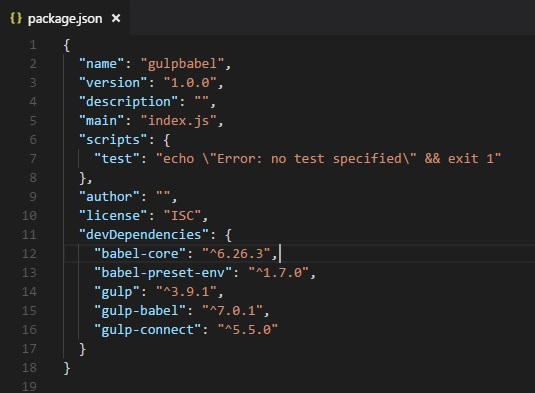 {} package.json ×
1 {
2 "name": "gulpbabel",
3 "version": "1.0.0",
4 "description": "",
5 "main": "index.js",
6 "scripts": {
7 "test": "echo \"Error: no test specified\" && exit 1"
8 },
9 "author": "",
10 "license": "ISC",
11 "devDependencies": {
12 "babel-core": "^6.26.3",
13 "babel-preset-env": "^1.7.0",
14 "gulp": "^3.9.1",
15 "gulp-babel": "^7.0.1",
16 "gulp-connect": "^5.5.0"
17 }
18 }
19